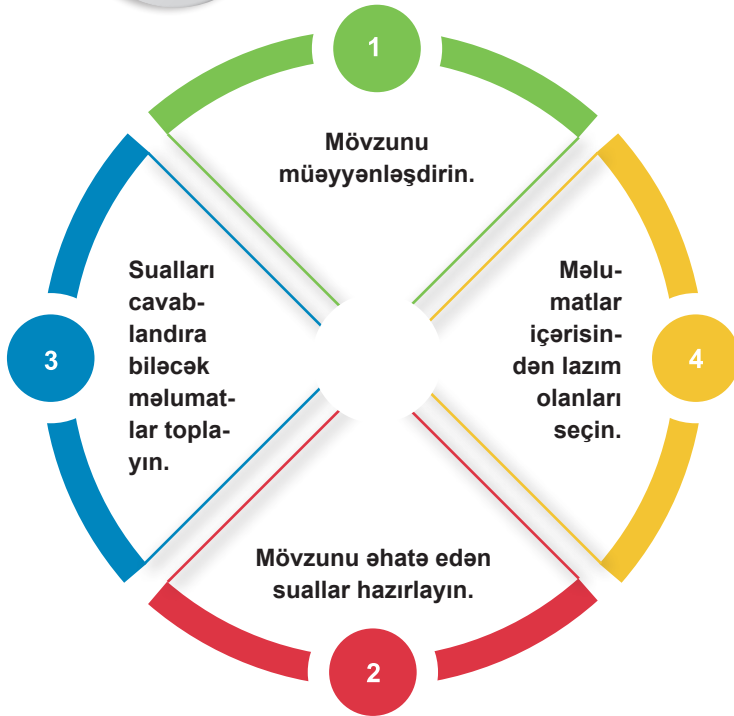 1
Mövzunu
müəyyənləşdirin.
3
Sualları
cavab-
landıra
biləcək
məlumat-
lar topla-
yın.
Məlu-
matlar
içərisin-
dən lazım
olanları
seçin.
4
Mövzunu əhatə edən
suallar hazırlayın.
2